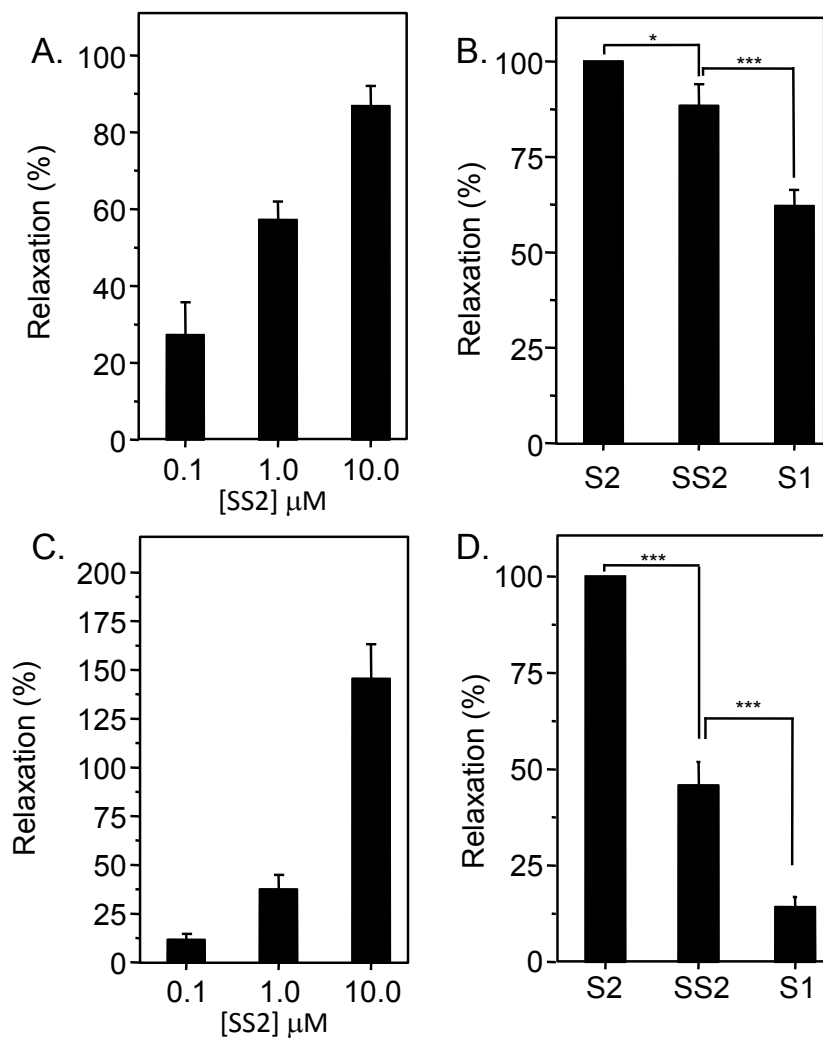 A.
Relaxation (%)
100
80
60
40
20
0
0.1 1.0 10.0
[SS2] μM
B.
Relaxation (%)
* ***
100
75
50
25
0
S2 SS2 S1
C.
Relaxation (%)
200
175
150
125
100
75
50
25
0
0.1 1.0 10.0
[SS2] μM
D.
Relaxation (%)
***
***
100
75
50
25
0
S2 SS2 S1